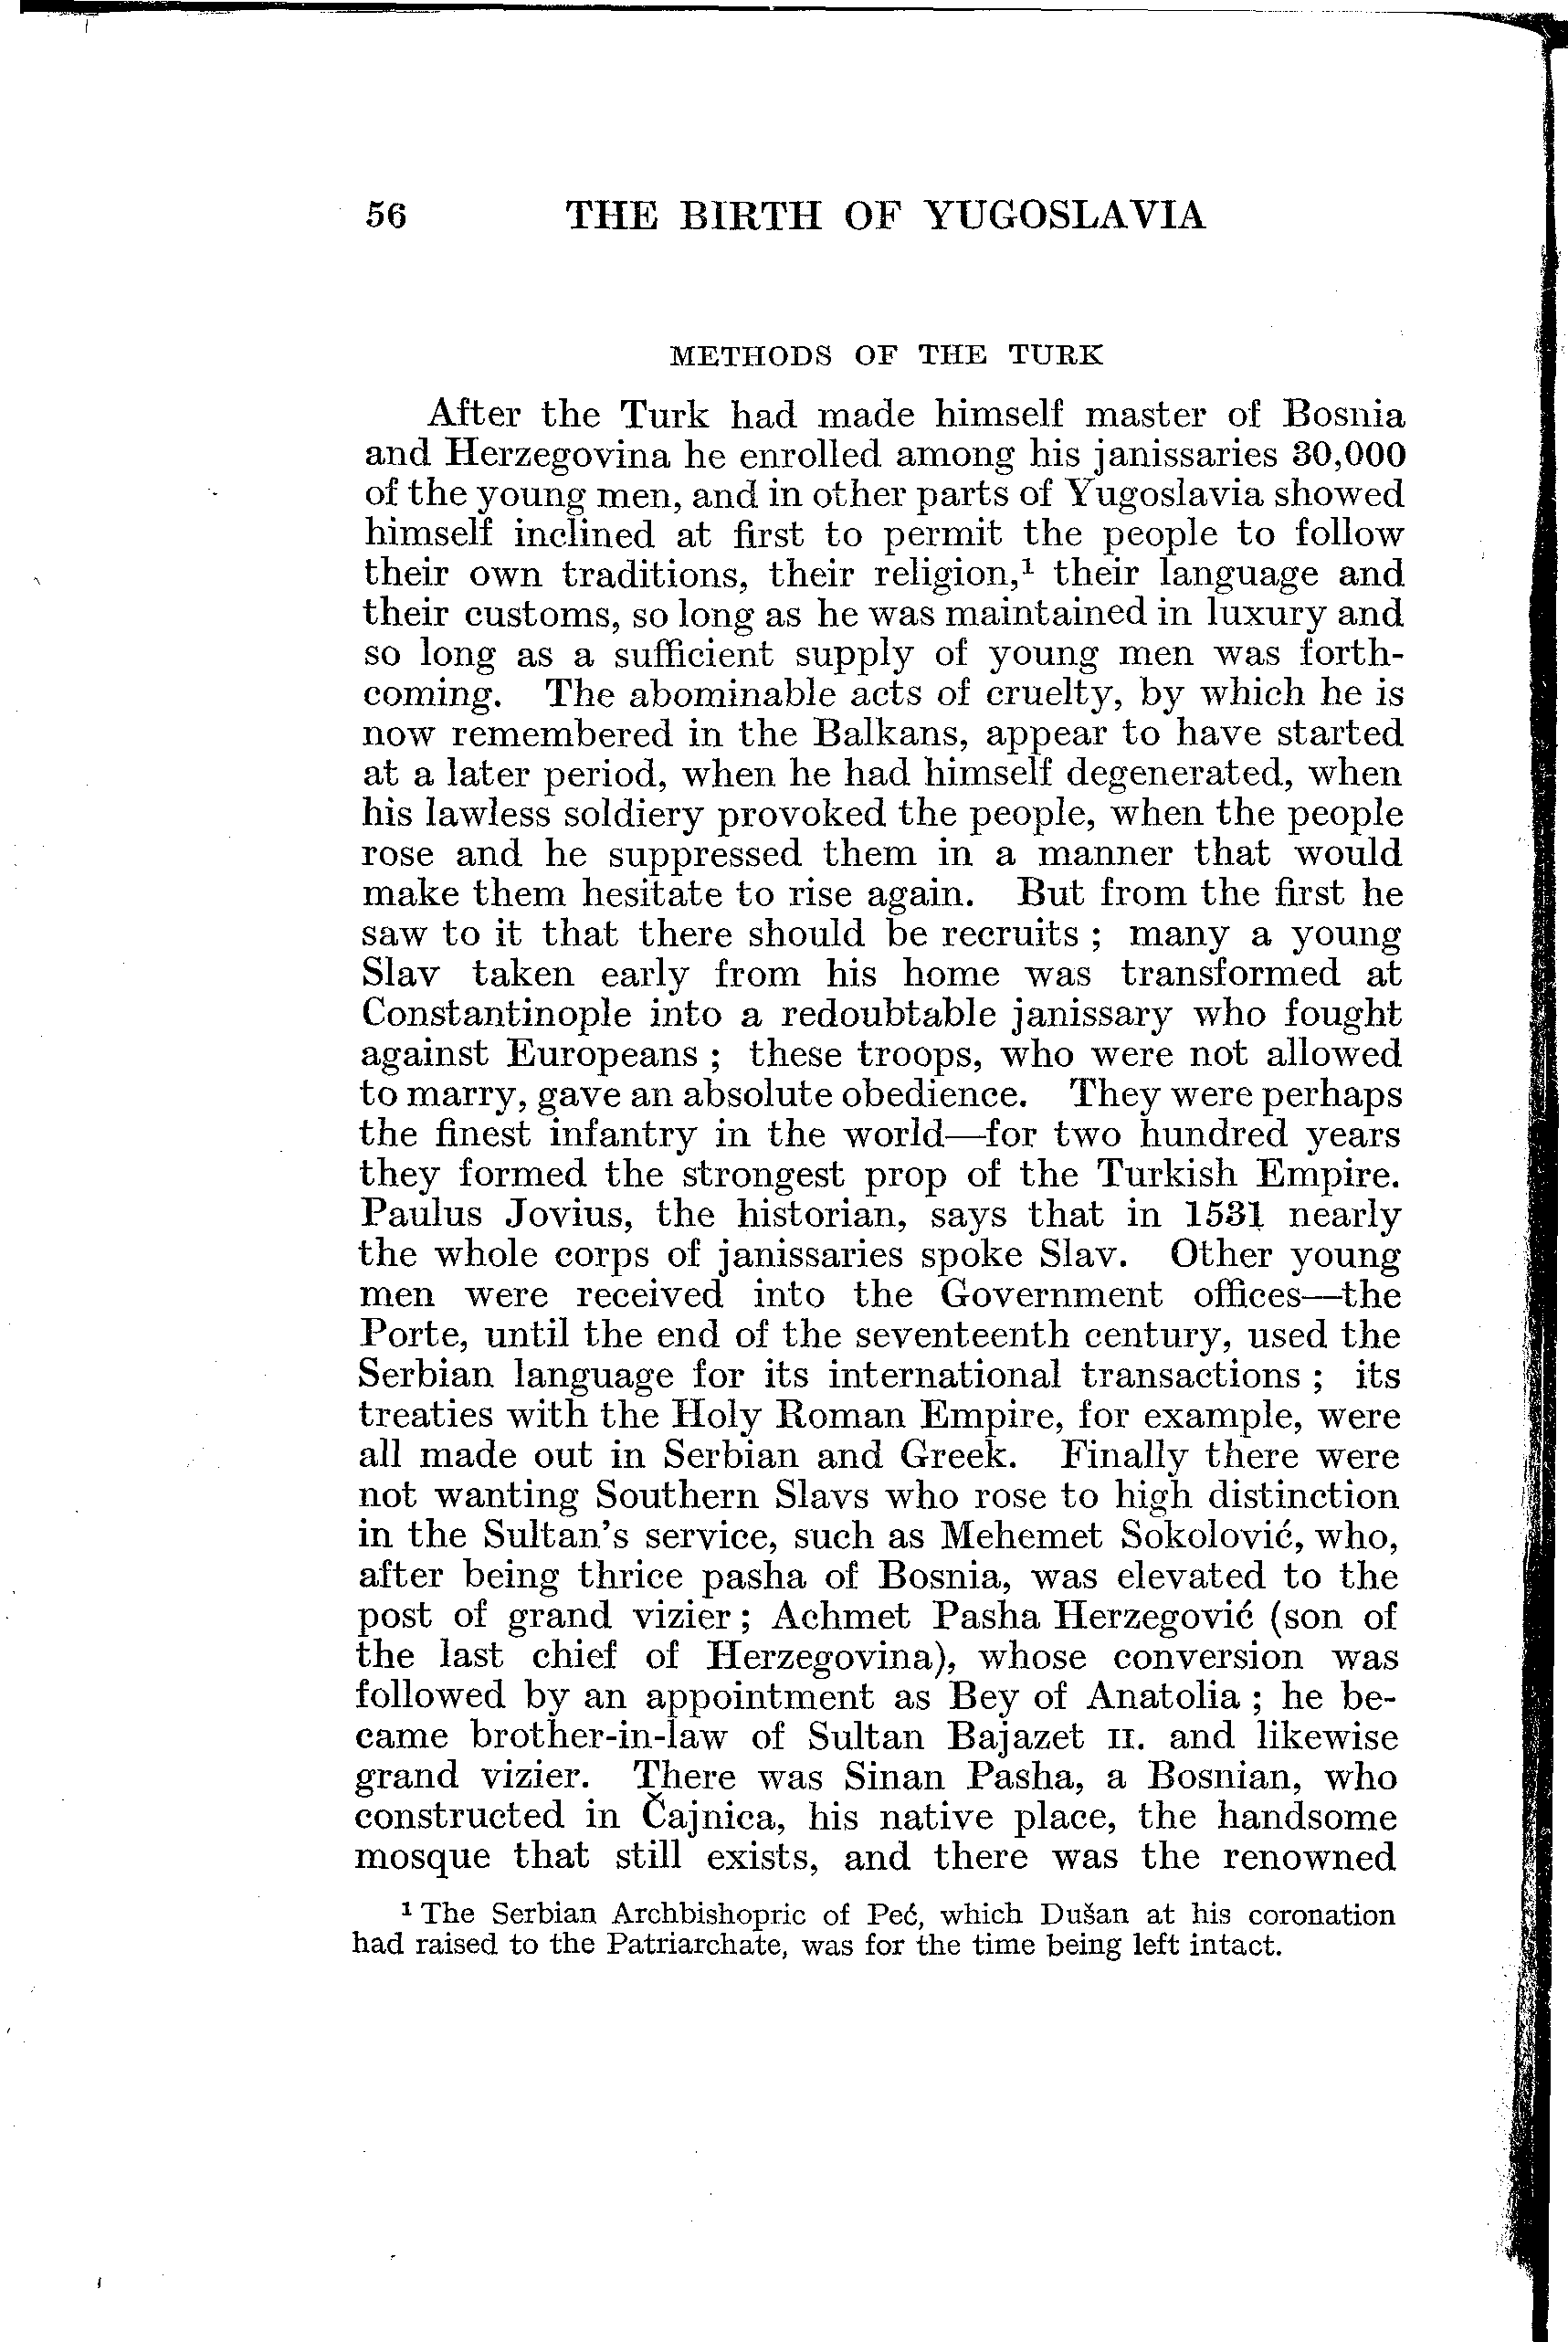 56 THE BIRTH OF YUGOSLAVIA
METHODS OF THE TURK
After the Turk had made himself master of Bosnia
and Herzegovina he enrolled among his janissaries 30,000
of the young men, and in other parts of Yugoslavia showed
himself inclined at first to permit the people to follow
their own traditions, their religion,¹ their language and
their customs, so long as he was maintained in luxury and
so long as a sufficient supply of young men was forth-
coming. The abominable acts of cruelty, by which he is
now remembered in the Balkans, appear to have started
at a later period, when he had himself degenerated, when
his lawless soldiery provoked the people, when the people
rose and he suppressed them in a manner that would
make them hesitate to rise again. But from the first he
saw to it that there should be recruits ; many a young
Slav taken early from his home was transformed at
Constantinople into a redoubtable janissary who fought
against Europeans ; these troops, who were not allowed
to marry, gave an absolute obedience. They were perhaps
the finest infantry in the world—for two hundred years
they formed the strongest prop of the Turkish Empire.
Paulus Jovius, the historian, says that in 1531 nearly
the whole corps of janissaries spoke Slav. Other young
men were received into the Government offices—the
Porte, until the end of the seventeenth century, used the
Serbian language for its international transactions ; its
treaties with the Holy Roman Empire, for example, were
all made out in Serbian and Greek. Finally there were
not wanting Southern Slavs who rose to high distinction
in the Sultan's service, such as Mehemet Sokolović, who,
after being thrice pasha of Bosnia, was elevated to the
post of grand vizier ; Achmet Pasha Herzegović (son of
the last chief of Herzegovina), whose conversion was
followed by an appointment as Bey of Anatolia ; he be-
came brother-in-law of Sultan Bajazet II. and likewise
grand vizier. There was Sinan Pasha, a Bosnian, who
constructed in Čajnica, his native place, the handsome
mosque that still exists, and there was the renowned
¹ The Serbian Archbishopric of Peć, which Dušan at his coronation
had raised to the Patriarchate, was for the time being left intact.